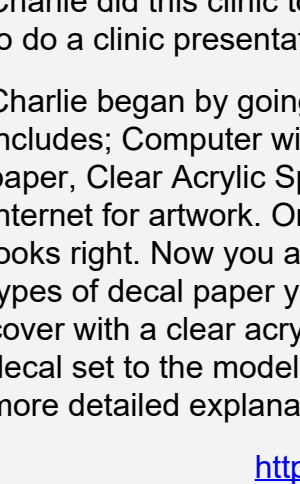 Charlie did this clinic to
o do a clinic presenta
Charlie began by going
ncludes; Computer wi
paper, Clear Acrylic Sp
nternet for artwork. Or
ooks right. Now you a
ypes of decal paper y
cover with a clear acry
decal set to the model
more detailed explana
http